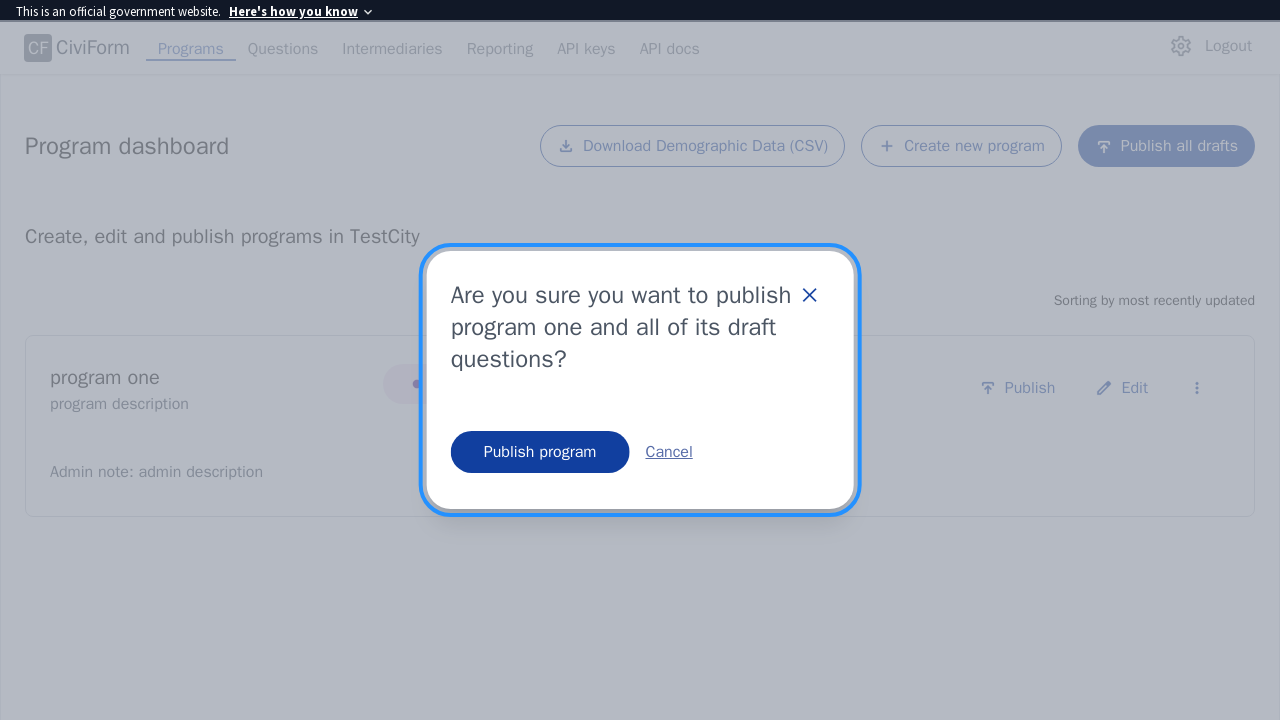 This is an official government website. Here's how you know
CF CiviForm Programs Questions Intermediaries Reporting API keys API docs Logout
Program dashboard Download Demographic Data (CSV) Create new program Publish all drafts
Create, edit and publish programs in TestCity
Sorting by most recently updated
Are you sure you want to publish
program one and all of its draft
questions?
Publish program Cancel
program one
program description
Publish Edit
Admin note: admin description